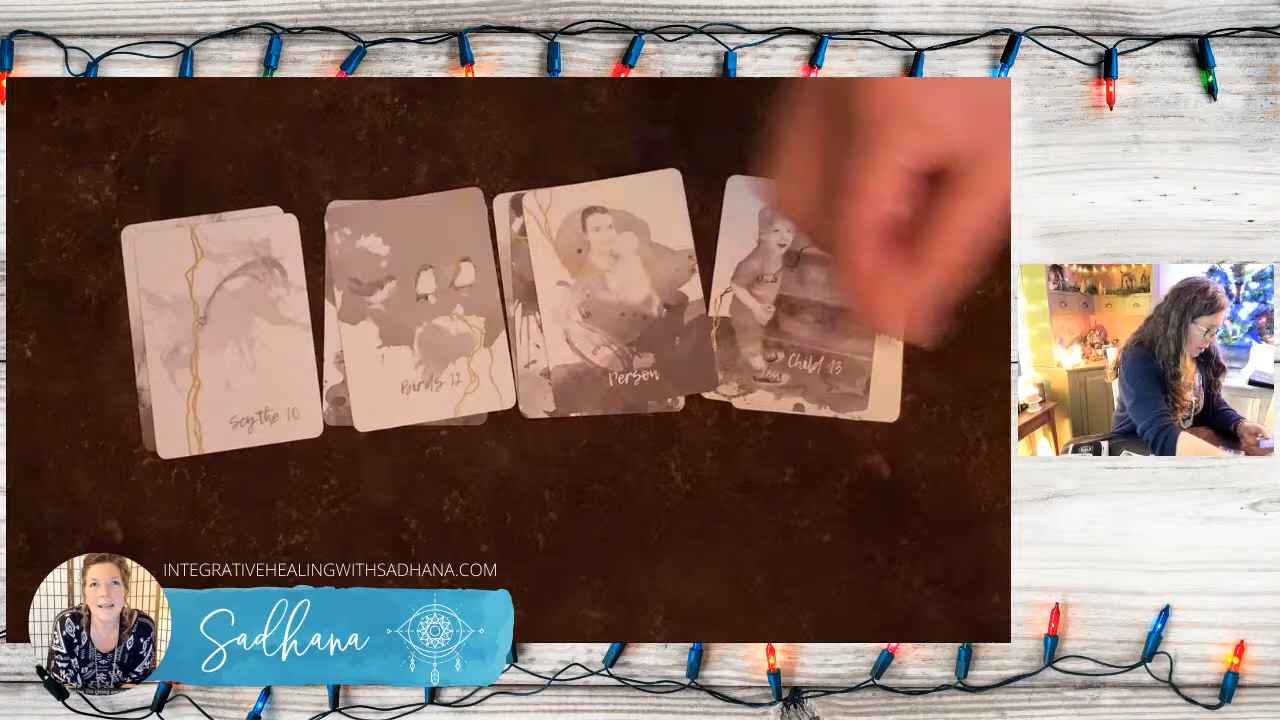 Scythe 10
Birds 12
Person
Child 13
INTEGRATIVEHEALINGWITHSADHANA.COM
Sadhana